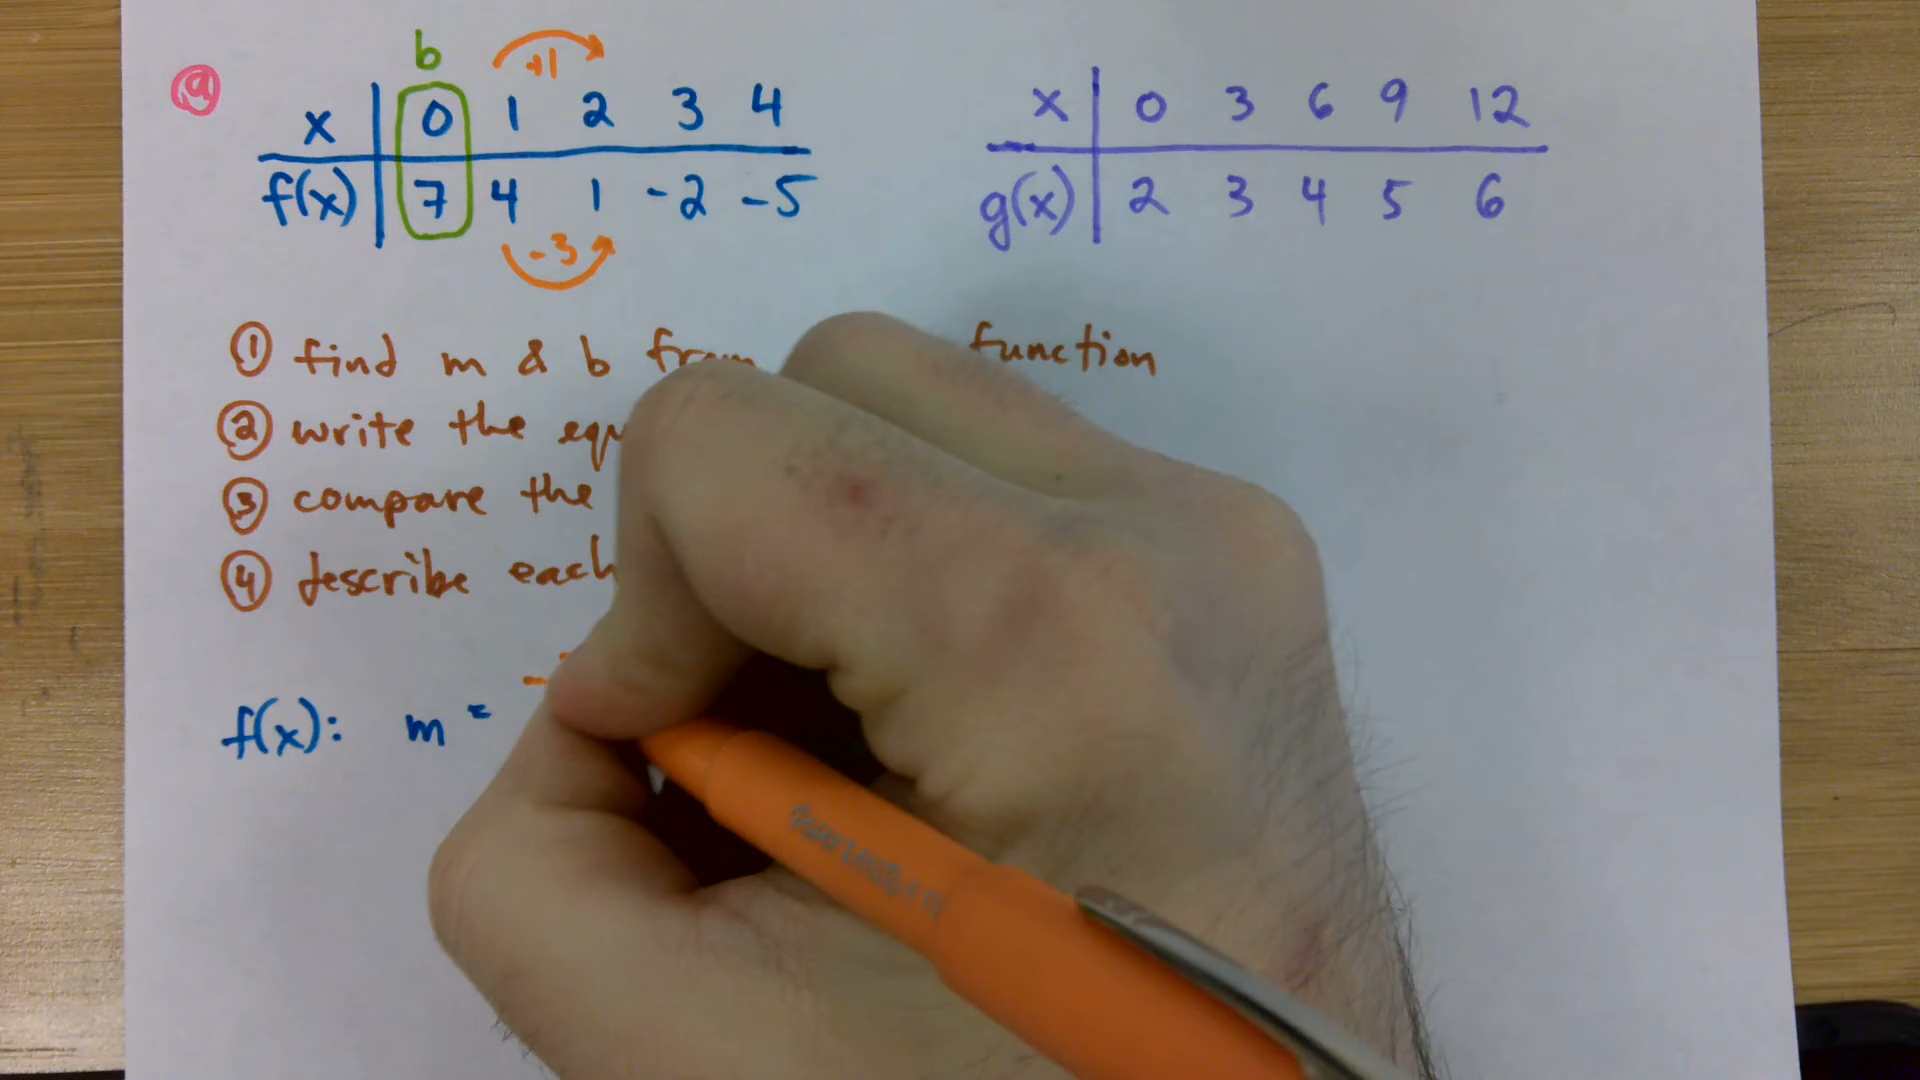 b +1
a
x 0 1 2 3 4
f(x) 7 4 1 -2 -5
-3
x 0 3 6 9 12
g(x) 2 3 4 5 6
① find m & b from function
② write the
③ compare the
④ describe each
f(x): m =